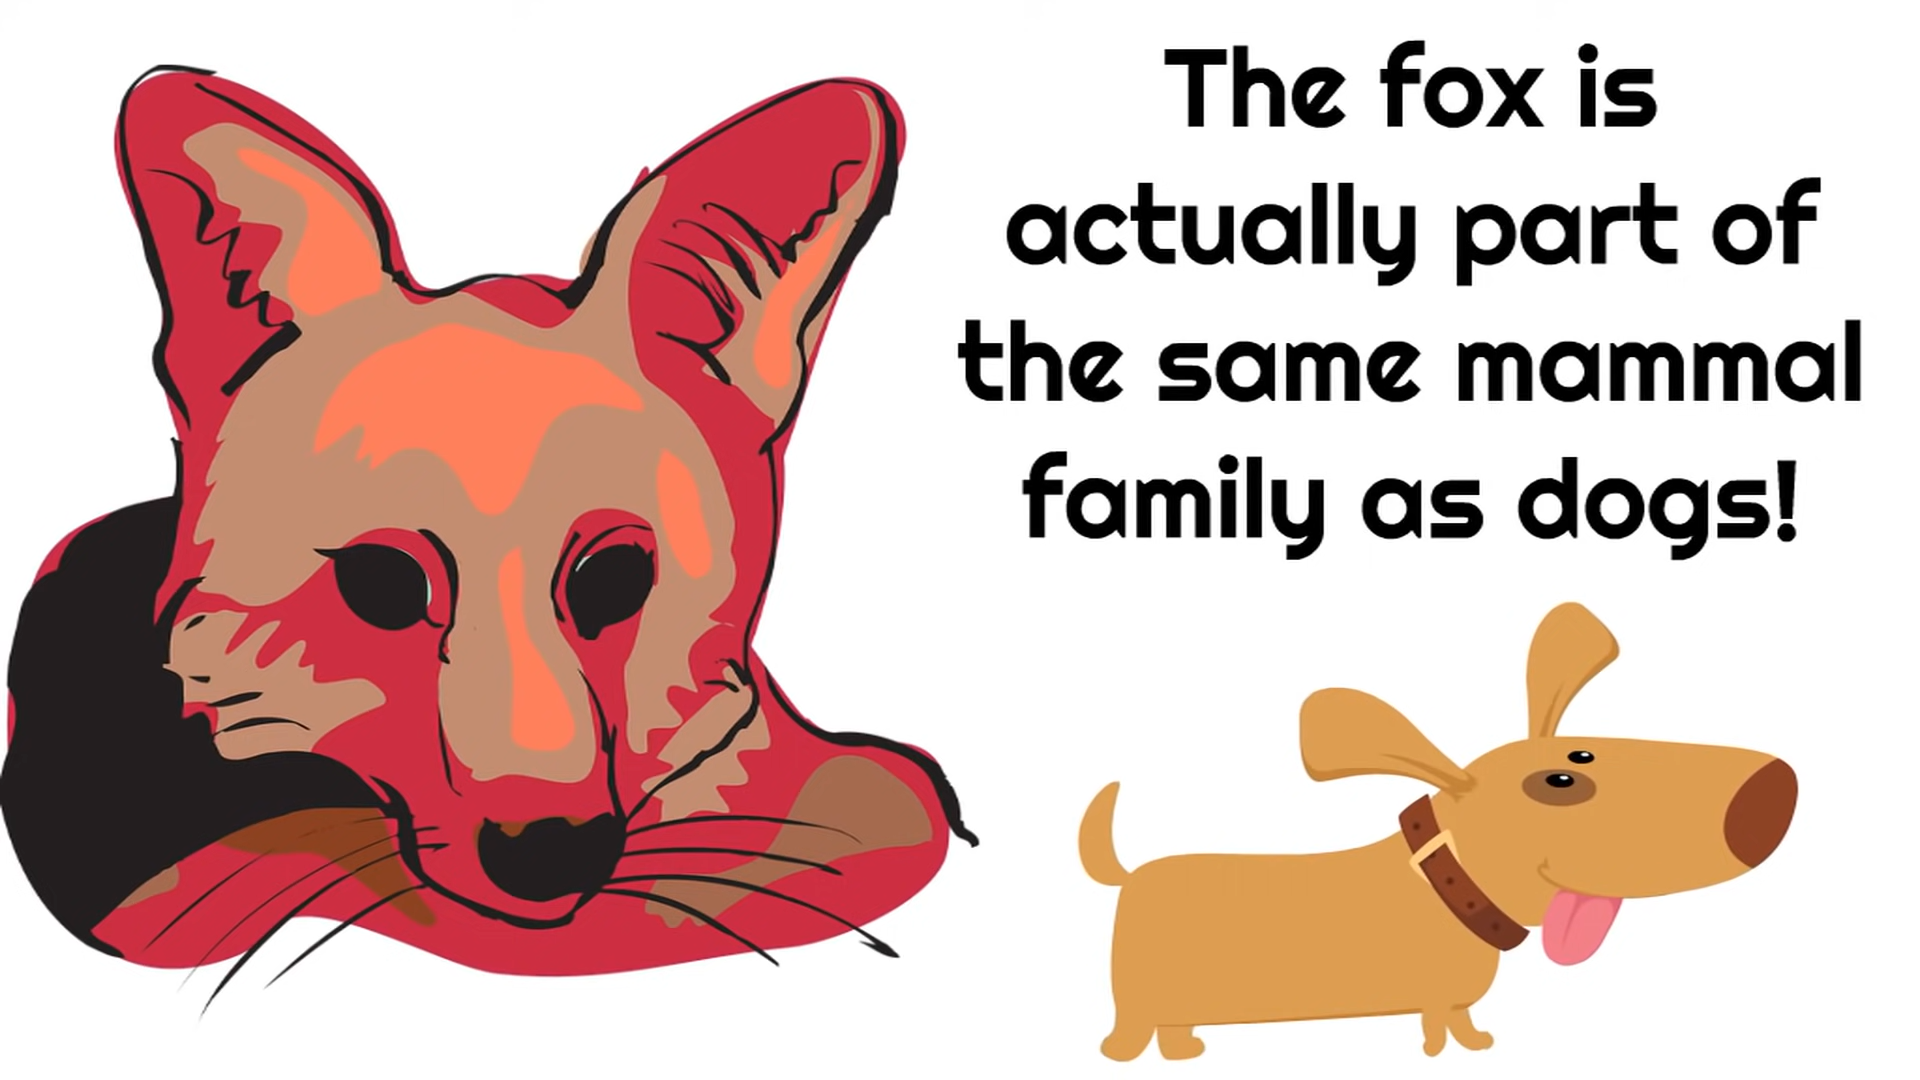 The fox is
actually part of
the same mammal
family as dogs!